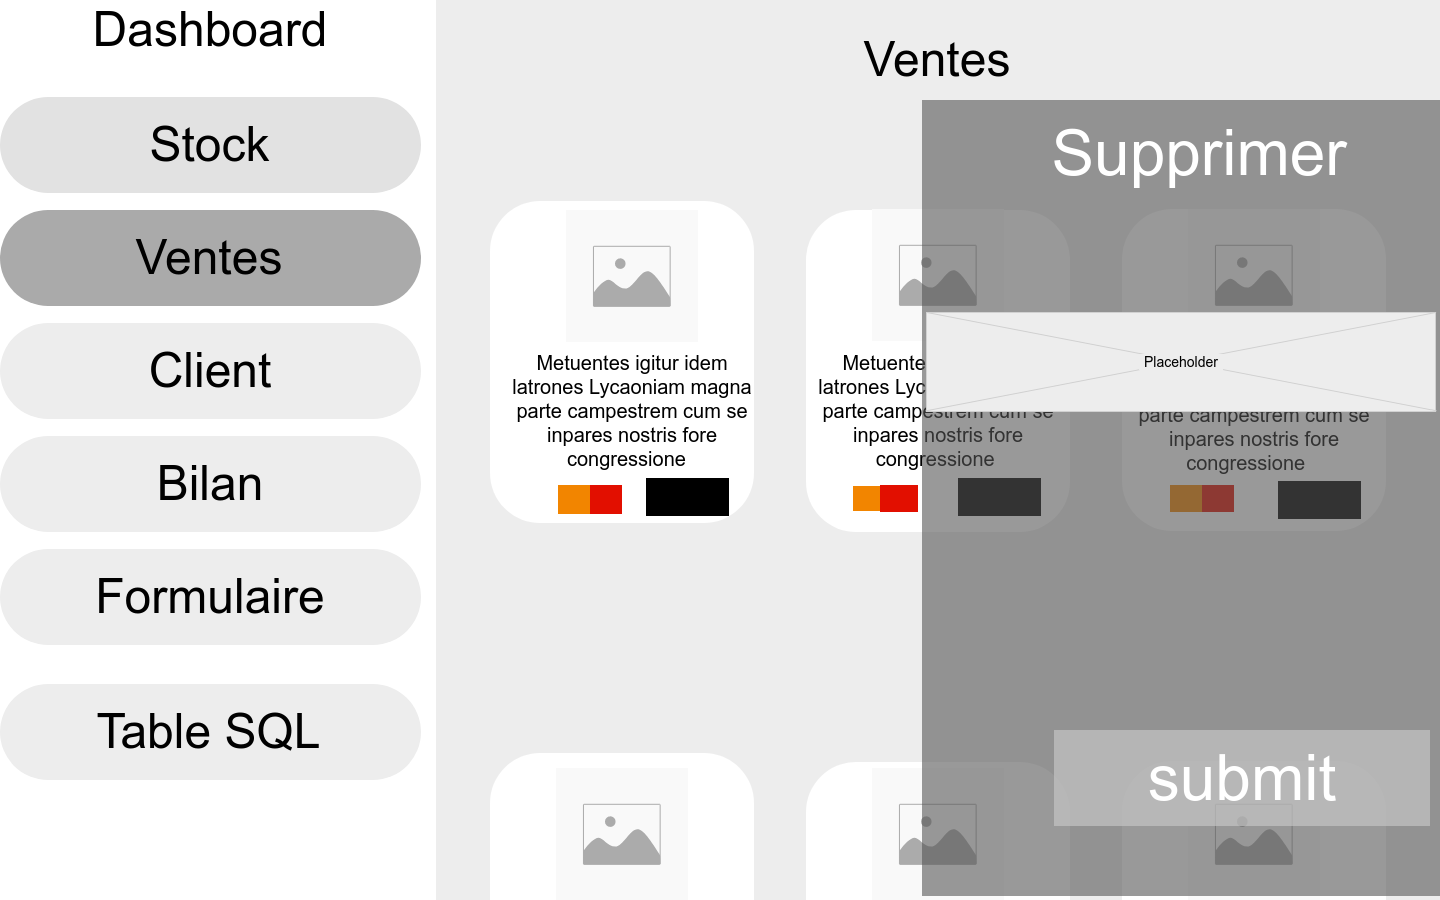 Dashboard
Stock
Ventes
Client
Bilan
Formulaire
Table SQL
Ventes
Supprimer
Metuentes igitur idem
latrones Lycaoniam magna
parte campestrem cum se
inpares nostris fore
congressione
Metuente
latrones Lyc
parte campestrem cum se
inpares nostris fore
congressione
Placeholder
parte campestrem cum se
inpares nostris fore
congressione
submit